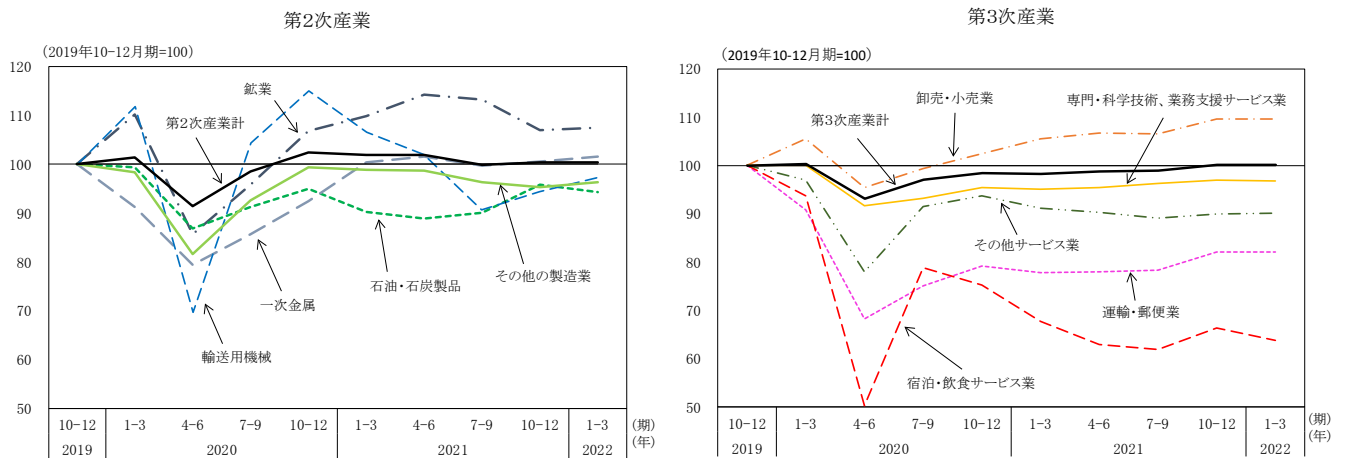 第2次産業
（2019年10-12月期=100）
120
110
100
90
80
70
60
50
鉱業
第2次産業計
その他の製造業
石油・石炭製品
一次金属
輸送用機械
10-12 1-3 4-6 7-9 10-12 1-3 4-6 7-9 10-12 1-3 (期)
2019 2020 2021 2022 (年)
第3次産業
（2019年10-12月期=100）
120
110
100
90
80
70
60
50
卸売・小売業
専門・科学技術、業務支援サービス業
第3次産業計
その他サービス業
運輸・郵便業
宿泊・飲食サービス業
10-12 1-3 4-6 7-9 10-12 1-3 4-6 7-9 10-12 1-3 (期)
2019 2020 2021 2022 (年)